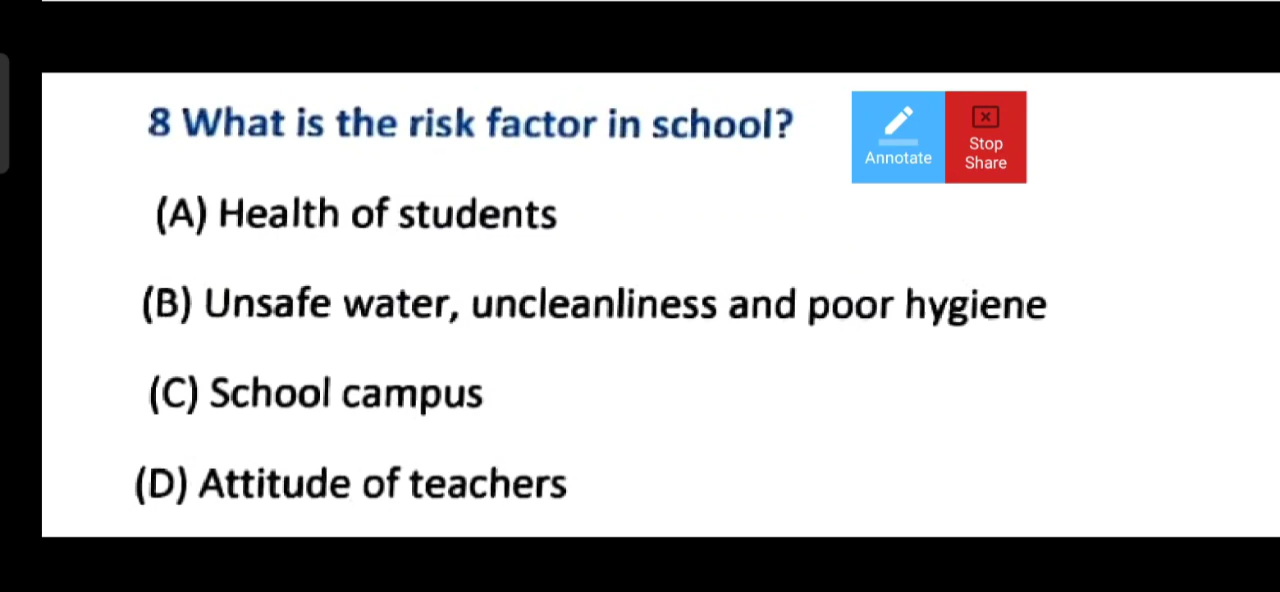 8 What is the risk factor in school?
Annotate
Stop
Share
(A) Health of students
(B) Unsafe water, uncleanliness and poor hygiene
(C) School campus
(D) Attitude of teachers